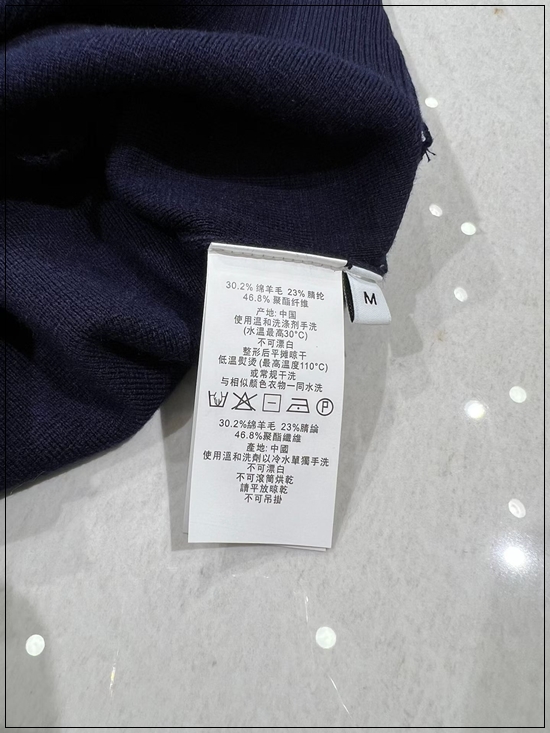 30.2% 绵羊毛 23% 腈纶
46.8% 聚酯纤维
产地: 中国
使用温和洗涤剂手洗
(水温最高30°C)
不可漂白
整形后平摊晾干
低温熨烫 (最高温度110°C)
或常规干洗
与相似颜色衣物一同水洗
P
30.2%綿羊毛 23%腈綸
46.8%聚酯纖維
產地: 中國
使用溫和洗劑以冷水單獨手洗
不可漂白
不可滾筒烘乾
請平放晾乾
不可吊掛
M